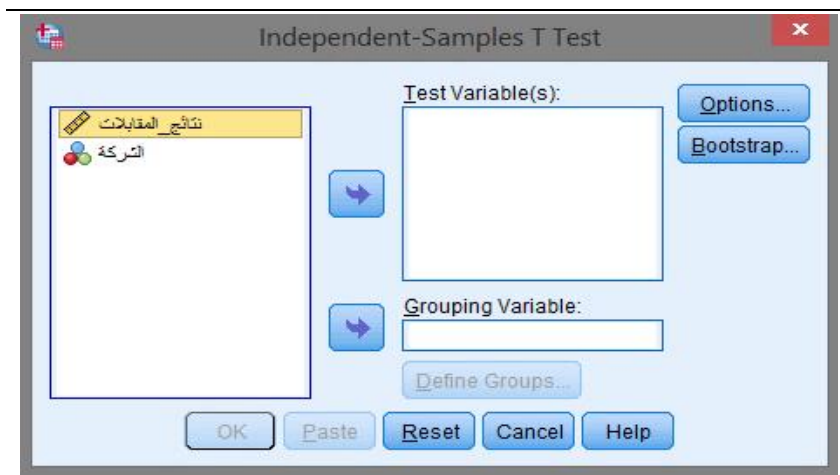 Independent-Samples T Test
Test Variable(s):
Options...
نتائج_المقابلات
الشركة
Bootstrap...
Grouping Variable:
Define Groups...
OK
Paste
Reset
Cancel
Help